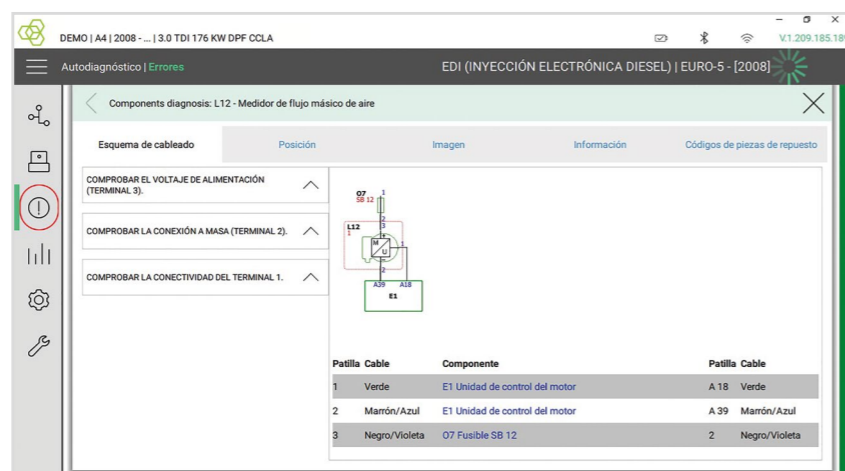 DEMO | A4 | 2008 - ... | 3.0 TDI 176 KW DPF CCLA
V.1.209.185.189
Autodiagnóstico | Errores
EDI (INYECCIÓN ELECTRÓNICA DIESEL) | EURO-5 - [2008]
Components diagnosis: L12 - Medidor de flujo másico de aire
Esquema de cableado Posición Imagen Información Códigos de piezas de repuesto
COMPROBAR EL VOLTAJE DE ALIMENTACIÓN
(TERMINAL 3).
COMPROBAR LA CONEXIÓN A MASA (TERMINAL 2).
COMPROBAR LA CONECTIVIDAD DEL TERMINAL 1.
O7 1
SB 12
2
L12 3
1
M
U 1
2
A39 A18
E1
Patilla Cable Componente Patilla Cable
1 Verde E1 Unidad de control del motor A 18 Verde
2 Marrón/Azul E1 Unidad de control del motor A 39 Marrón/Azul
3 Negro/Violeta O7 Fusible SB 12 2 Negro/Violeta